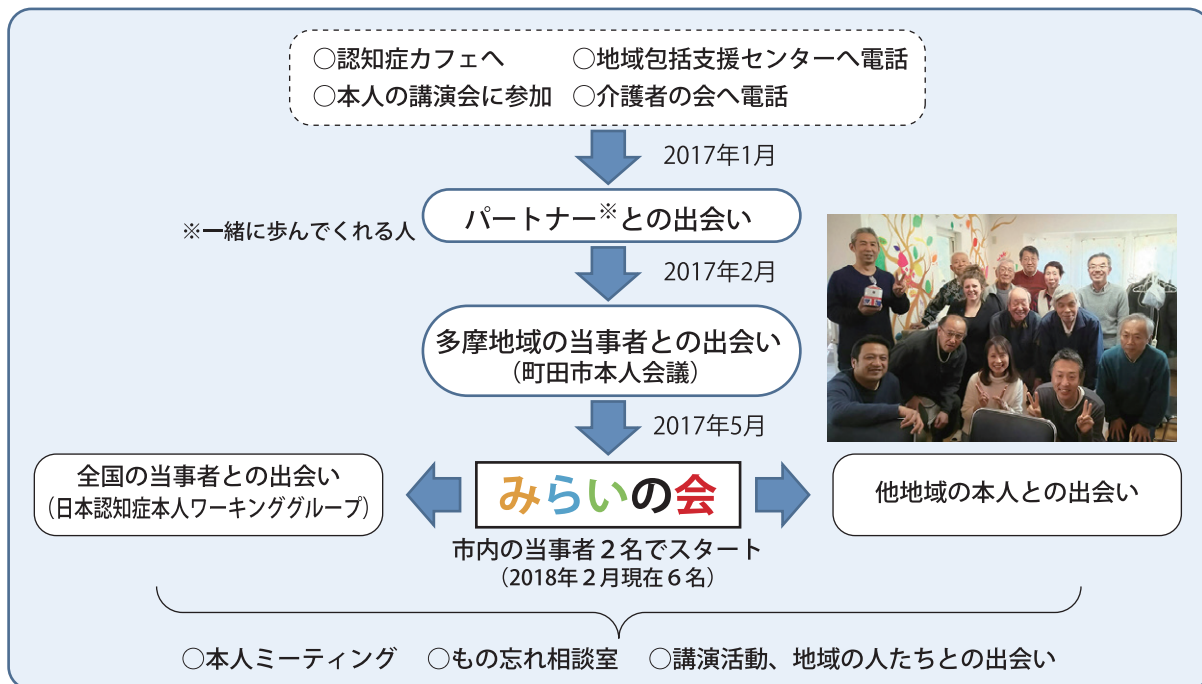 ○認知症カフェへ ○地域包括支援センターへ電話
○本人の講演会に参加 ○介護者の会へ電話
2017年1月
パートナー※との出会い
※一緒に歩んでくれる人
2017年2月
多摩地域の当事者との出会い
（町田市本人会議）
2017年5月
全国の当事者との出会い
（日本認知症本人ワーキンググループ）
みらいの会
他地域の本人との出会い
市内の当事者２名でスタート
（2018年２月現在６名）
○本人ミーティング ○もの忘れ相談室 ○講演活動、地域の人たちとの出会い